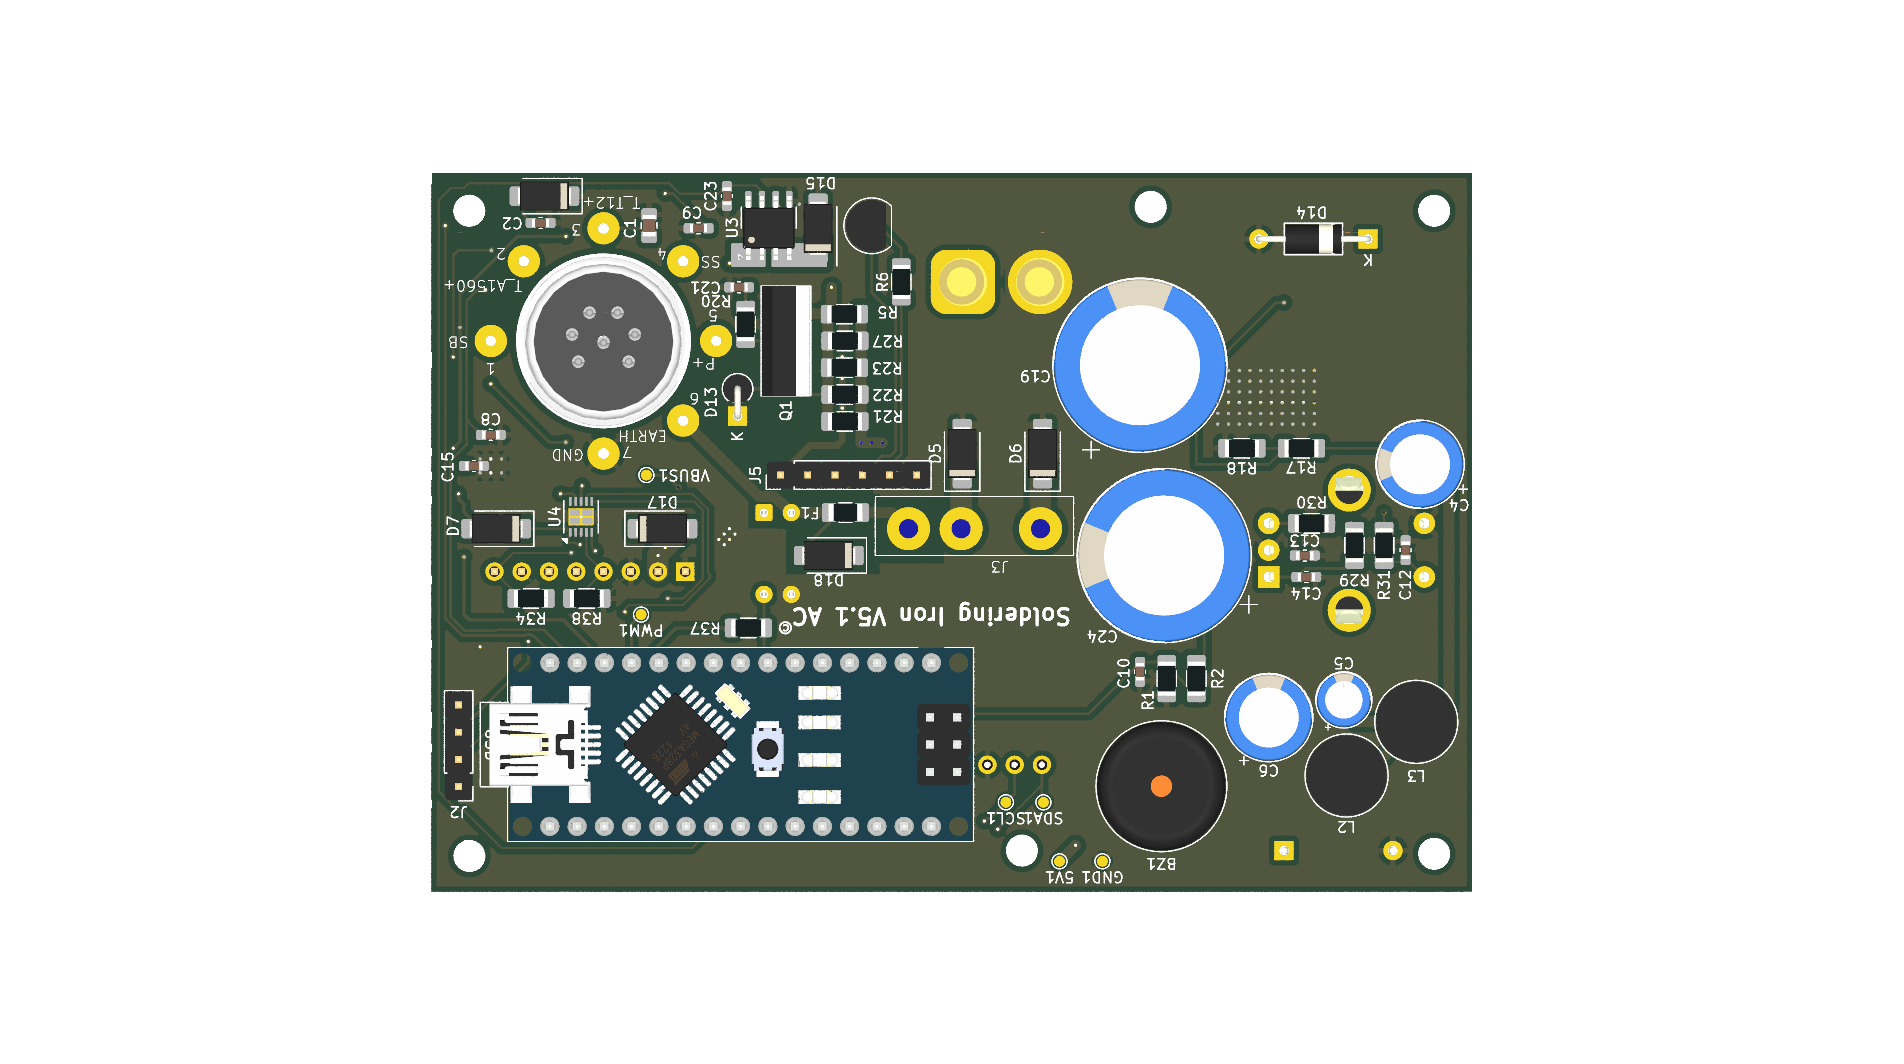 D15
C23
T_T12+
D14
C2
3
C1
C9
U3
2
4
SS
K
T_A1560+
C21
R20
R6
5
R5
SB
R27
1
P+
R23
C19
6
D13
R22
Q1
R21
C8
EARTH
K
GND
7
D5
D6
C15
VBUS1
J5
R18
R17
D17
R30
C4
U4
F1
D7
C13
J3
D18
R29
R31
C12
C14
R34
R38
PWM1
R37
© Soldering Iron V5.1 AC
C24
C10
R1
R2
C5
MEGA328P
AV
1226
C6
L3
J2
SCL1
SDA1
L2
BZ1
5V1
GND1